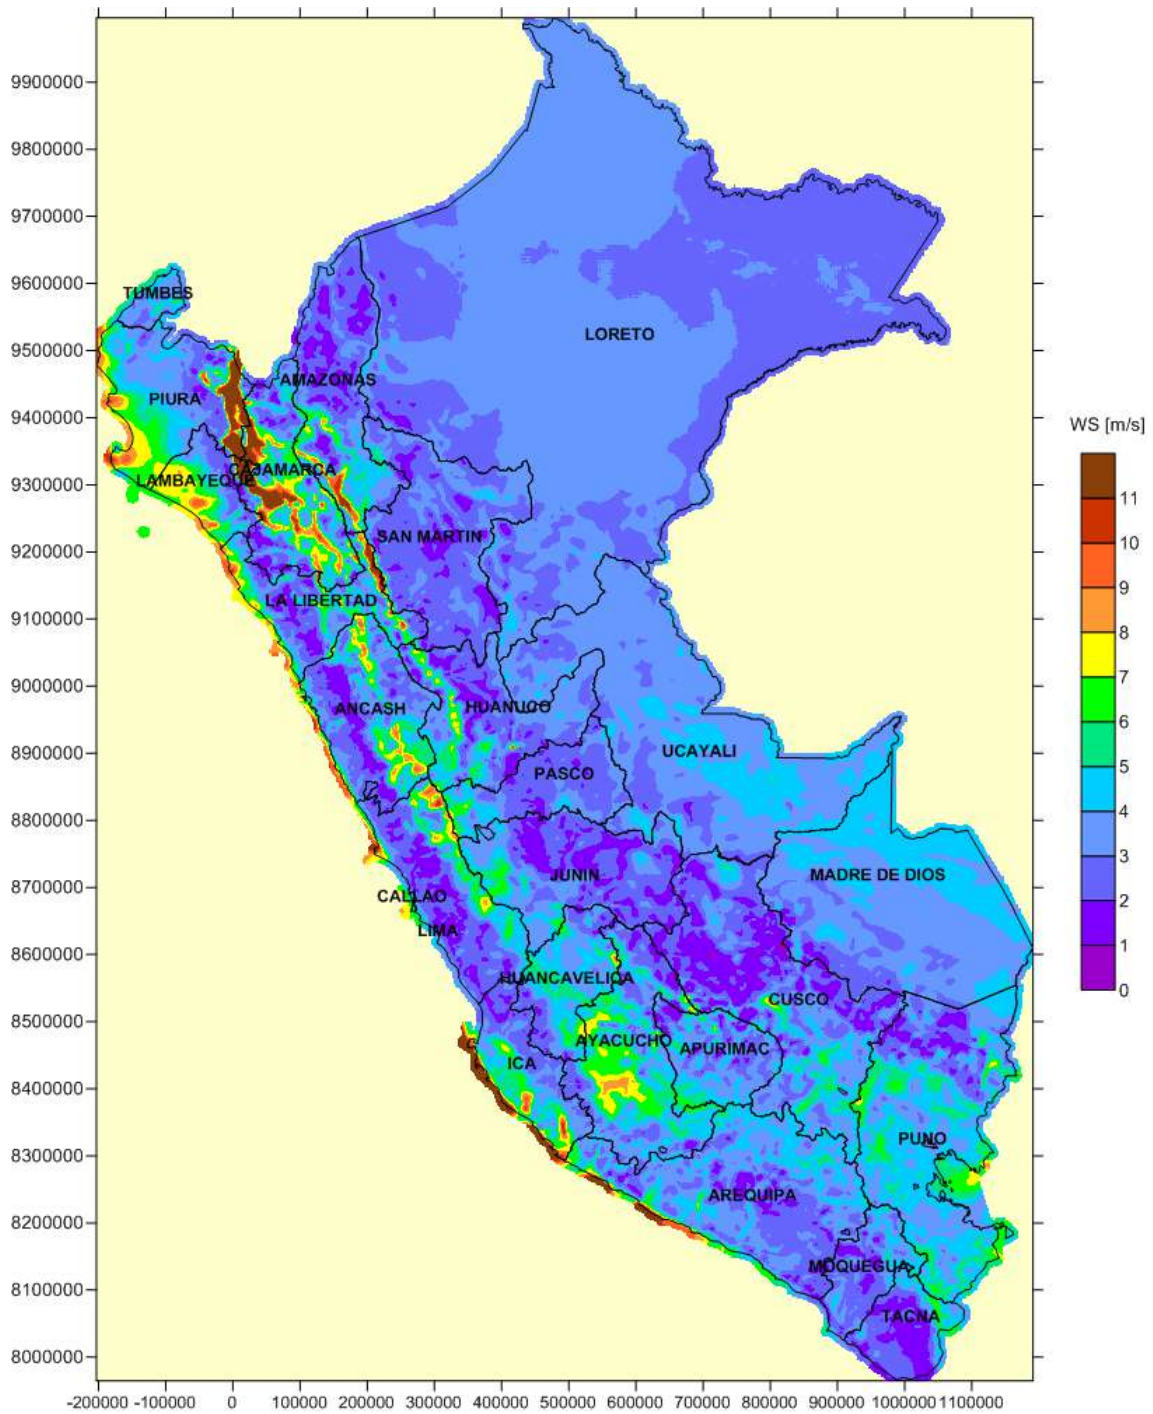 9900000
9800000
9700000
9600000
9500000
9400000
9300000
9200000
9100000
9000000
8900000
8800000
8700000
8600000
8500000
8400000
8300000
8200000
8100000
8000000
TUMBES
LORETO
AMAZONAS
PIURA
CAJAMARCA
LAMBAYEQUE
SAN MARTIN
LA LIBERTAD
ANCASH
HUANUCO
UCAYALI
PASCO
JUNIN
MADRE DE DIOS
CALLAO
LIMA
HUANCAVELICA
CUSCO
AYACUCHO
APURIMAC
ICA
PUNO
AREQUIPA
MOQUEGUA
TACNA
WS [m/s]
11
10
9
8
7
6
5
4
3
2
1
0
-200000 -100000 0 100000 200000 300000 400000 500000 600000 700000 800000 900000 1000000 1100000